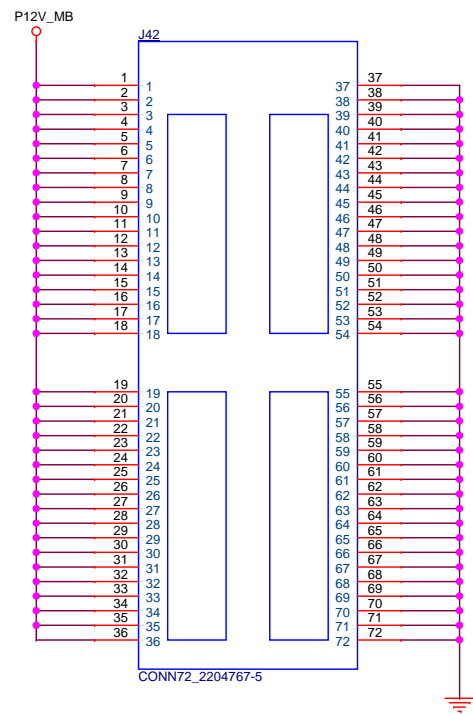 P12V_MB
J42
1 1 37 37
2 2 38 38
3 3 39 39
4 4 40 40
5 5 41 41
6 6 42 42
7 7 43 43
8 8 44 44
9 9 45 45
10 10 46 46
11 11 47 47
12 12 48 48
13 13 49 49
14 14 50 50
15 15 51 51
16 16 52 52
17 17 53 53
18 18 54 54
19 19 55 55
20 20 56 56
21 21 57 57
22 22 58 58
23 23 59 59
24 24 60 60
25 25 61 61
26 26 62 62
27 27 63 63
28 28 64 64
29 29 65 65
30 30 66 66
31 31 67 67
32 32 68 68
33 33 69 69
34 34 70 70
35 35 71 71
36 36 72 72
CONN72_2204767-5